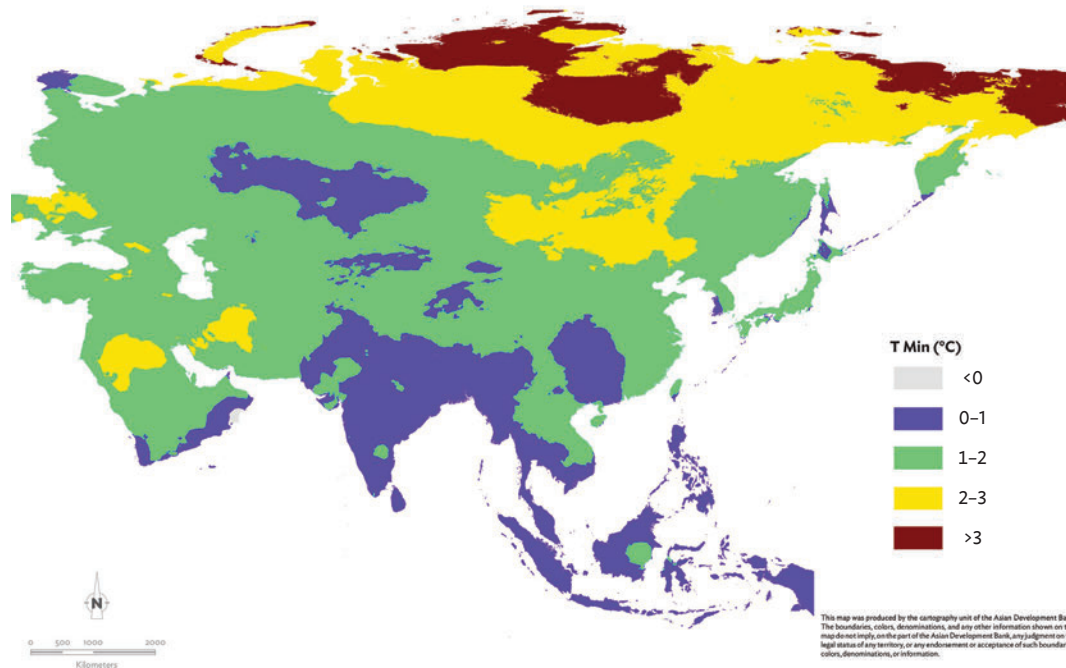 T Min (°C)
<0
0–1
1–2
2–3
>3
N
0 500 1000 2000
Kilometers
This map was produced by the cartography unit of the Asian Development Ba
The boundaries, colors, denominations, and any other information shown on t
map do not imply, on the part of the Asian Development Bank, any judgment on
legal status of any territory, or any endorsement or acceptance of such boundar
colors, denominations, or information.